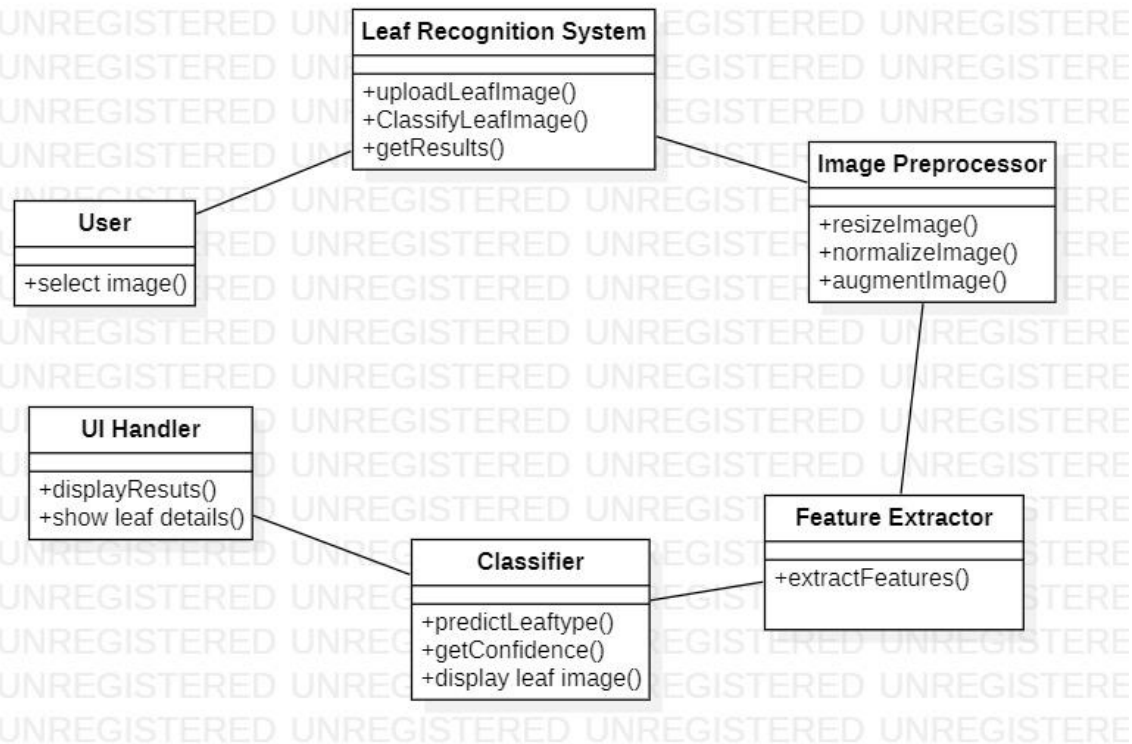 Leaf Recognition System
+uploadLeafImage()
+ClassifyLeafImage()
+getResults()
Image Preprocessor
+resizeImage()
+normalizeImage()
+augmentImage()
User
+select image()
UI Handler
+displayResuts()
+show leaf details()
Feature Extractor
+extractFeatures()
Classifier
+predictLeaftype()
+getConfidence()
+display leaf image()
UNREGISTERED